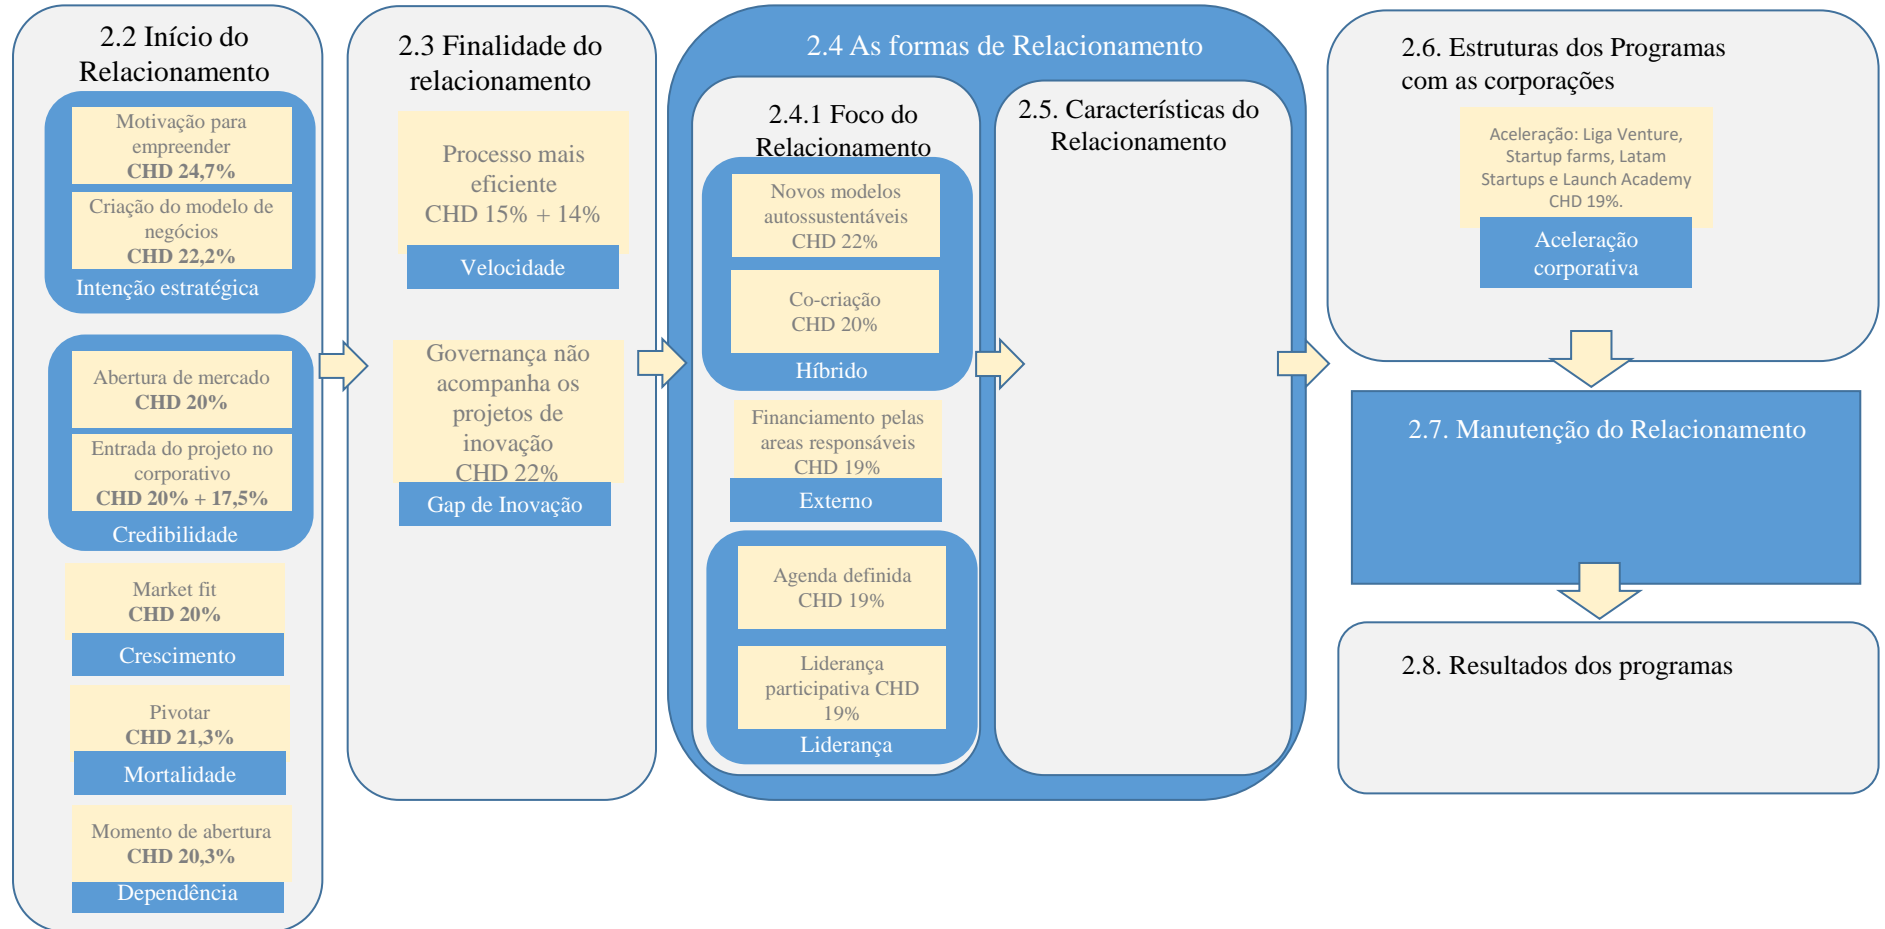 2.2 Início do
Relacionamento
Motivação para
empreender
CHD 24,7%
Criação do modelo de
negócios
CHD 22,2%
Intenção estratégica
Abertura de mercado
CHD 20%
Entrada do projeto no
corporativo
CHD 20% + 17,5%
Credibilidade
Market fit
CHD 20%
Crescimento
Pivotar
CHD 21,3%
Mortalidade
Momento de abertura
CHD 20,3%
Dependência
2.3 Finalidade do
relacionamento
Processo mais
eficiente
CHD 15% + 14%
Velocidade
Governança não
acompanha os
projetos de
inovação
CHD 22%
Gap de Inovação
2.4 As formas de Relacionamento
2.4.1 Foco do
Relacionamento
Novos modelos
autossustentáveis
CHD 22%
Co-criação
CHD 20%
Híbrido
Financiamento pelas
areas responsáveis
CHD 19%
Externo
Agenda definida
CHD 19%
Liderança
participativa CHD
19%
Liderança
2.5. Características do
Relacionamento
2.6. Estruturas dos Programas
com as corporações
Aceleração: Liga Venture,
Startup farms, Latam
Startups e Launch Academy
CHD 19%.
Aceleração
corporativa
2.7. Manutenção do Relacionamento
2.8. Resultados dos programas